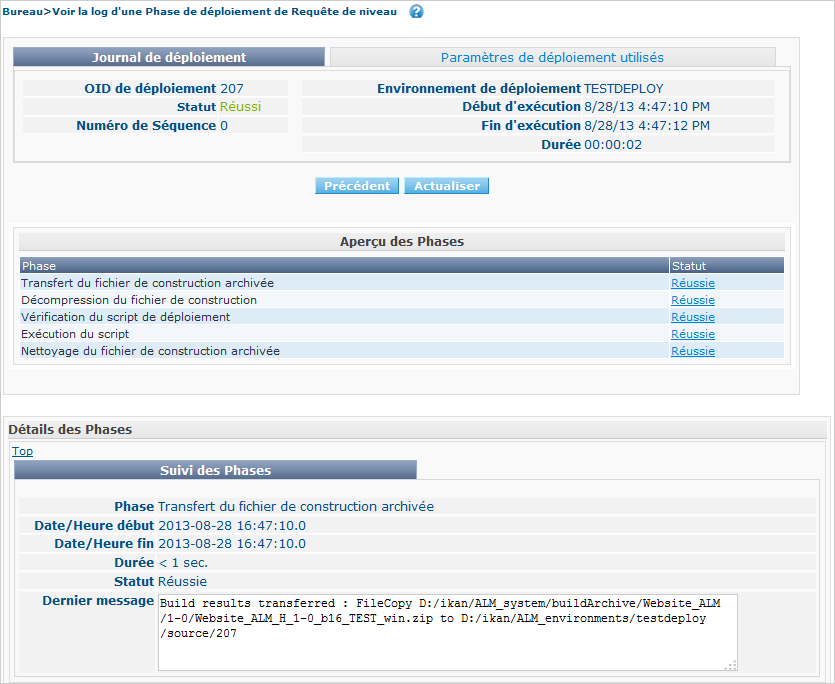 Bureau>Voir la log d'une Phase de déploiement de Requête de niveau ?
Journal de déploiement
Paramètres de déploiement utilisés
OID de déploiement 207
Statut Réussi
Numéro de Séquence 0
Environnement de déploiement TESTDEPLOY
Début d'exécution 8/28/13 4:47:10 PM
Fin d'exécution 8/28/13 4:47:12 PM
Durée 00:00:02
Précédent
Actualiser
Aperçu des Phases
Phase Statut
Transfert du fichier de construction archivée Réussie
Décompression du fichier de construction Réussie
Vérification du script de déploiement Réussie
Exécution du script Réussie
Nettoyage du fichier de construction archivée Réussie
Détails des Phases
Top
Suivi des Phases
Phase Transfert du fichier de construction archivée
Date/Heure début 2013-08-28 16:47:10.0
Date/Heure fin 2013-08-28 16:47:10.0
Durée < 1 sec.
Statut Réussie
Dernier message Build results transferred : FileCopy D:/ikan/ALM_system/buildArchive/Website_ALM
/1-0/Website_ALM_H_1-0_b16_TEST_win.zip to D:/ikan/ALM_environments/testdeploy
/source/207